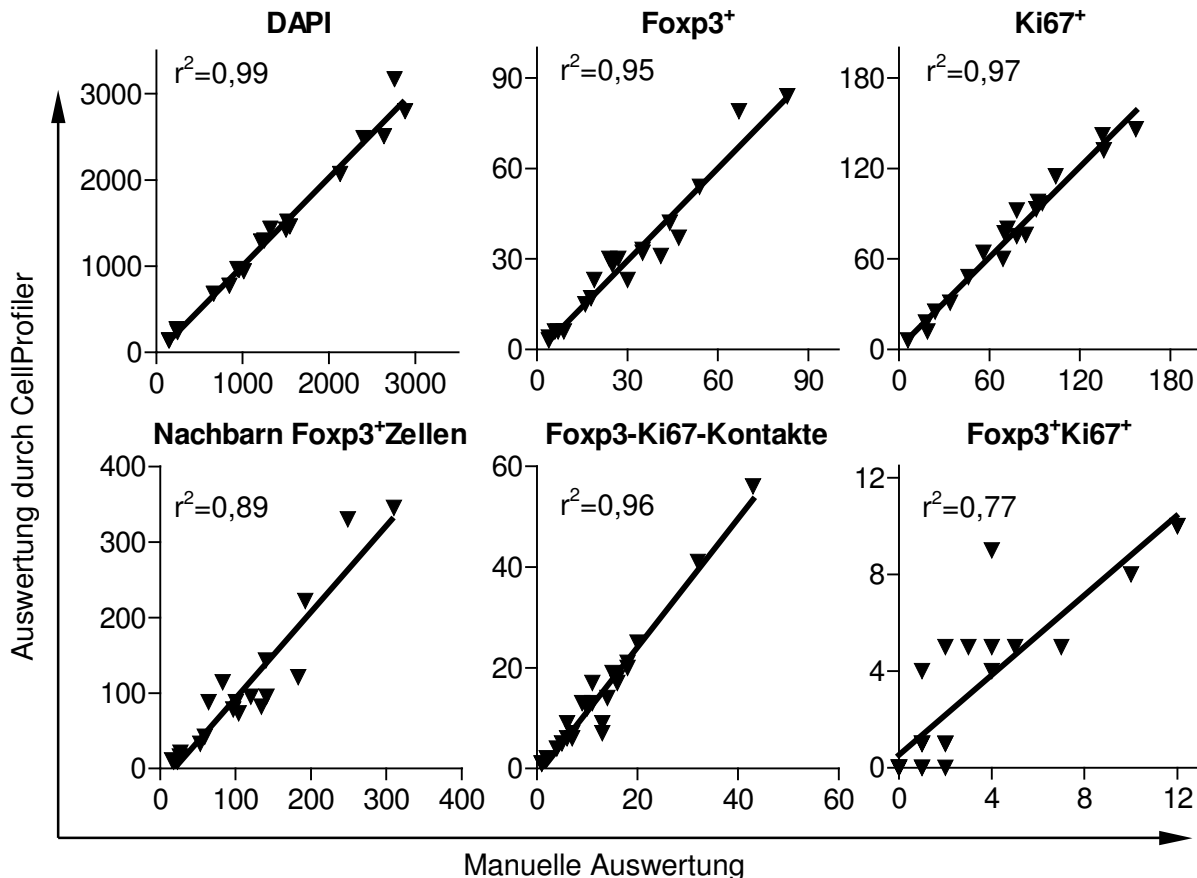 DAPI
r²=0,99
3000
2000
1000
0
0 1000 2000 3000
Foxp3⁺
r²=0,95
90
60
30
0
0 30 60 90
Ki67⁺
r²=0,97
180
120
60
0
0 60 120 180
Nachbarn Foxp3⁺Zellen
r²=0,89
400
300
200
100
0
0 100 200 300 400
Foxp3-Ki67-Kontakte
r²=0,96
60
40
20
0
0 20 40 60
Foxp3⁺Ki67⁺
r²=0,77
12
8
4
0
0 4 8 12
Auswertung durch CellProfiler
Manuelle Auswertung